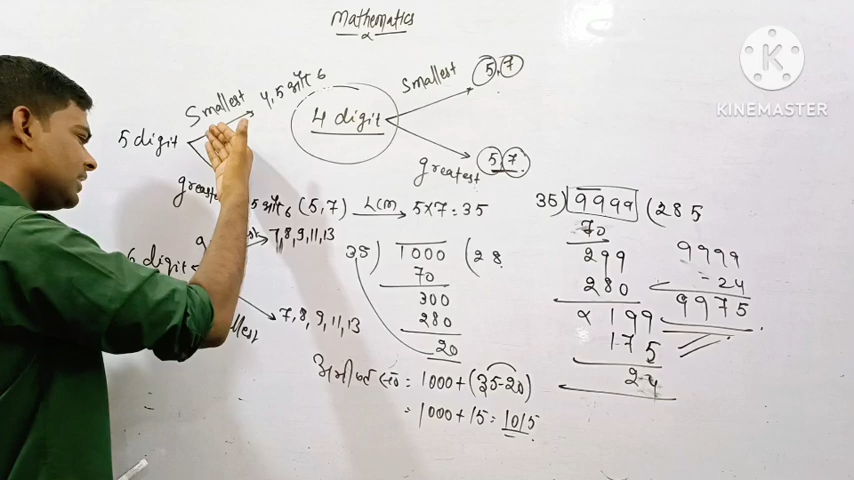 Mathematics
5 digit
Smallest 4, 5 और 6
4 digit
Smallest 5, 7
greatest 5, 7
5 और 6 (5, 7) LCM 5×7 = 35
6 digit
7, 8, 9, 11, 13
7, 8, 9, 11, 13
35) 1000 (28
70
300
280
20
= 1000 + (35-20)
= 1000 + 15 = 1015
35) 9999 (285
70
299
280
199
175
24
9999
- 24
9975
K
KINEMASTER